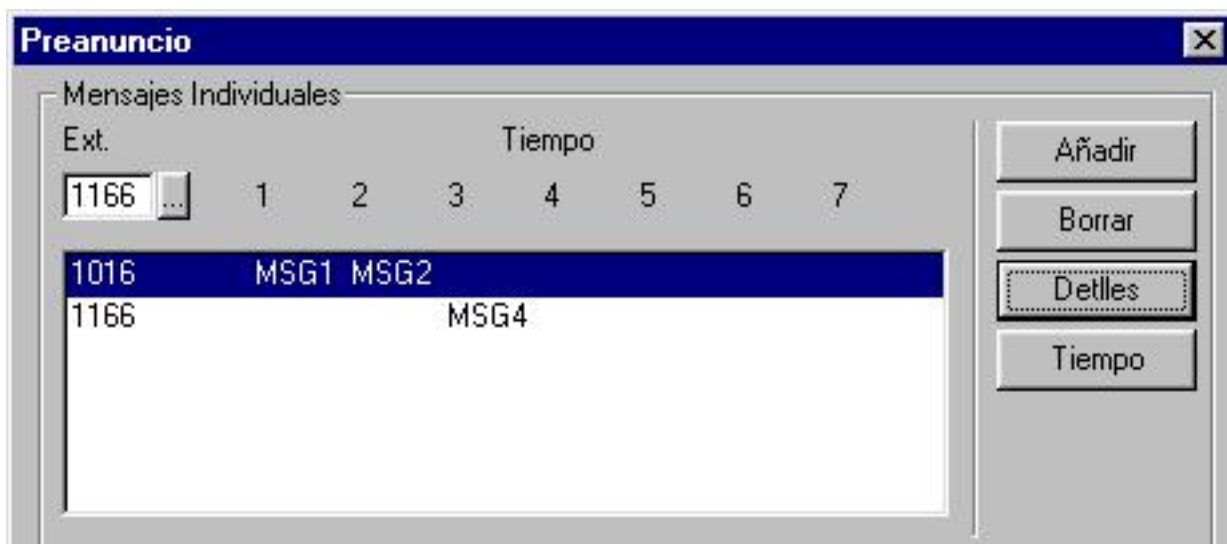 Preanuncio
Mensajes Individuales
Ext. Tiempo
1166 ... 1 2 3 4 5 6 7
1016 MSG1 MSG2
1166 MSG4
Añadir
Borrar
Detlles
Tiempo